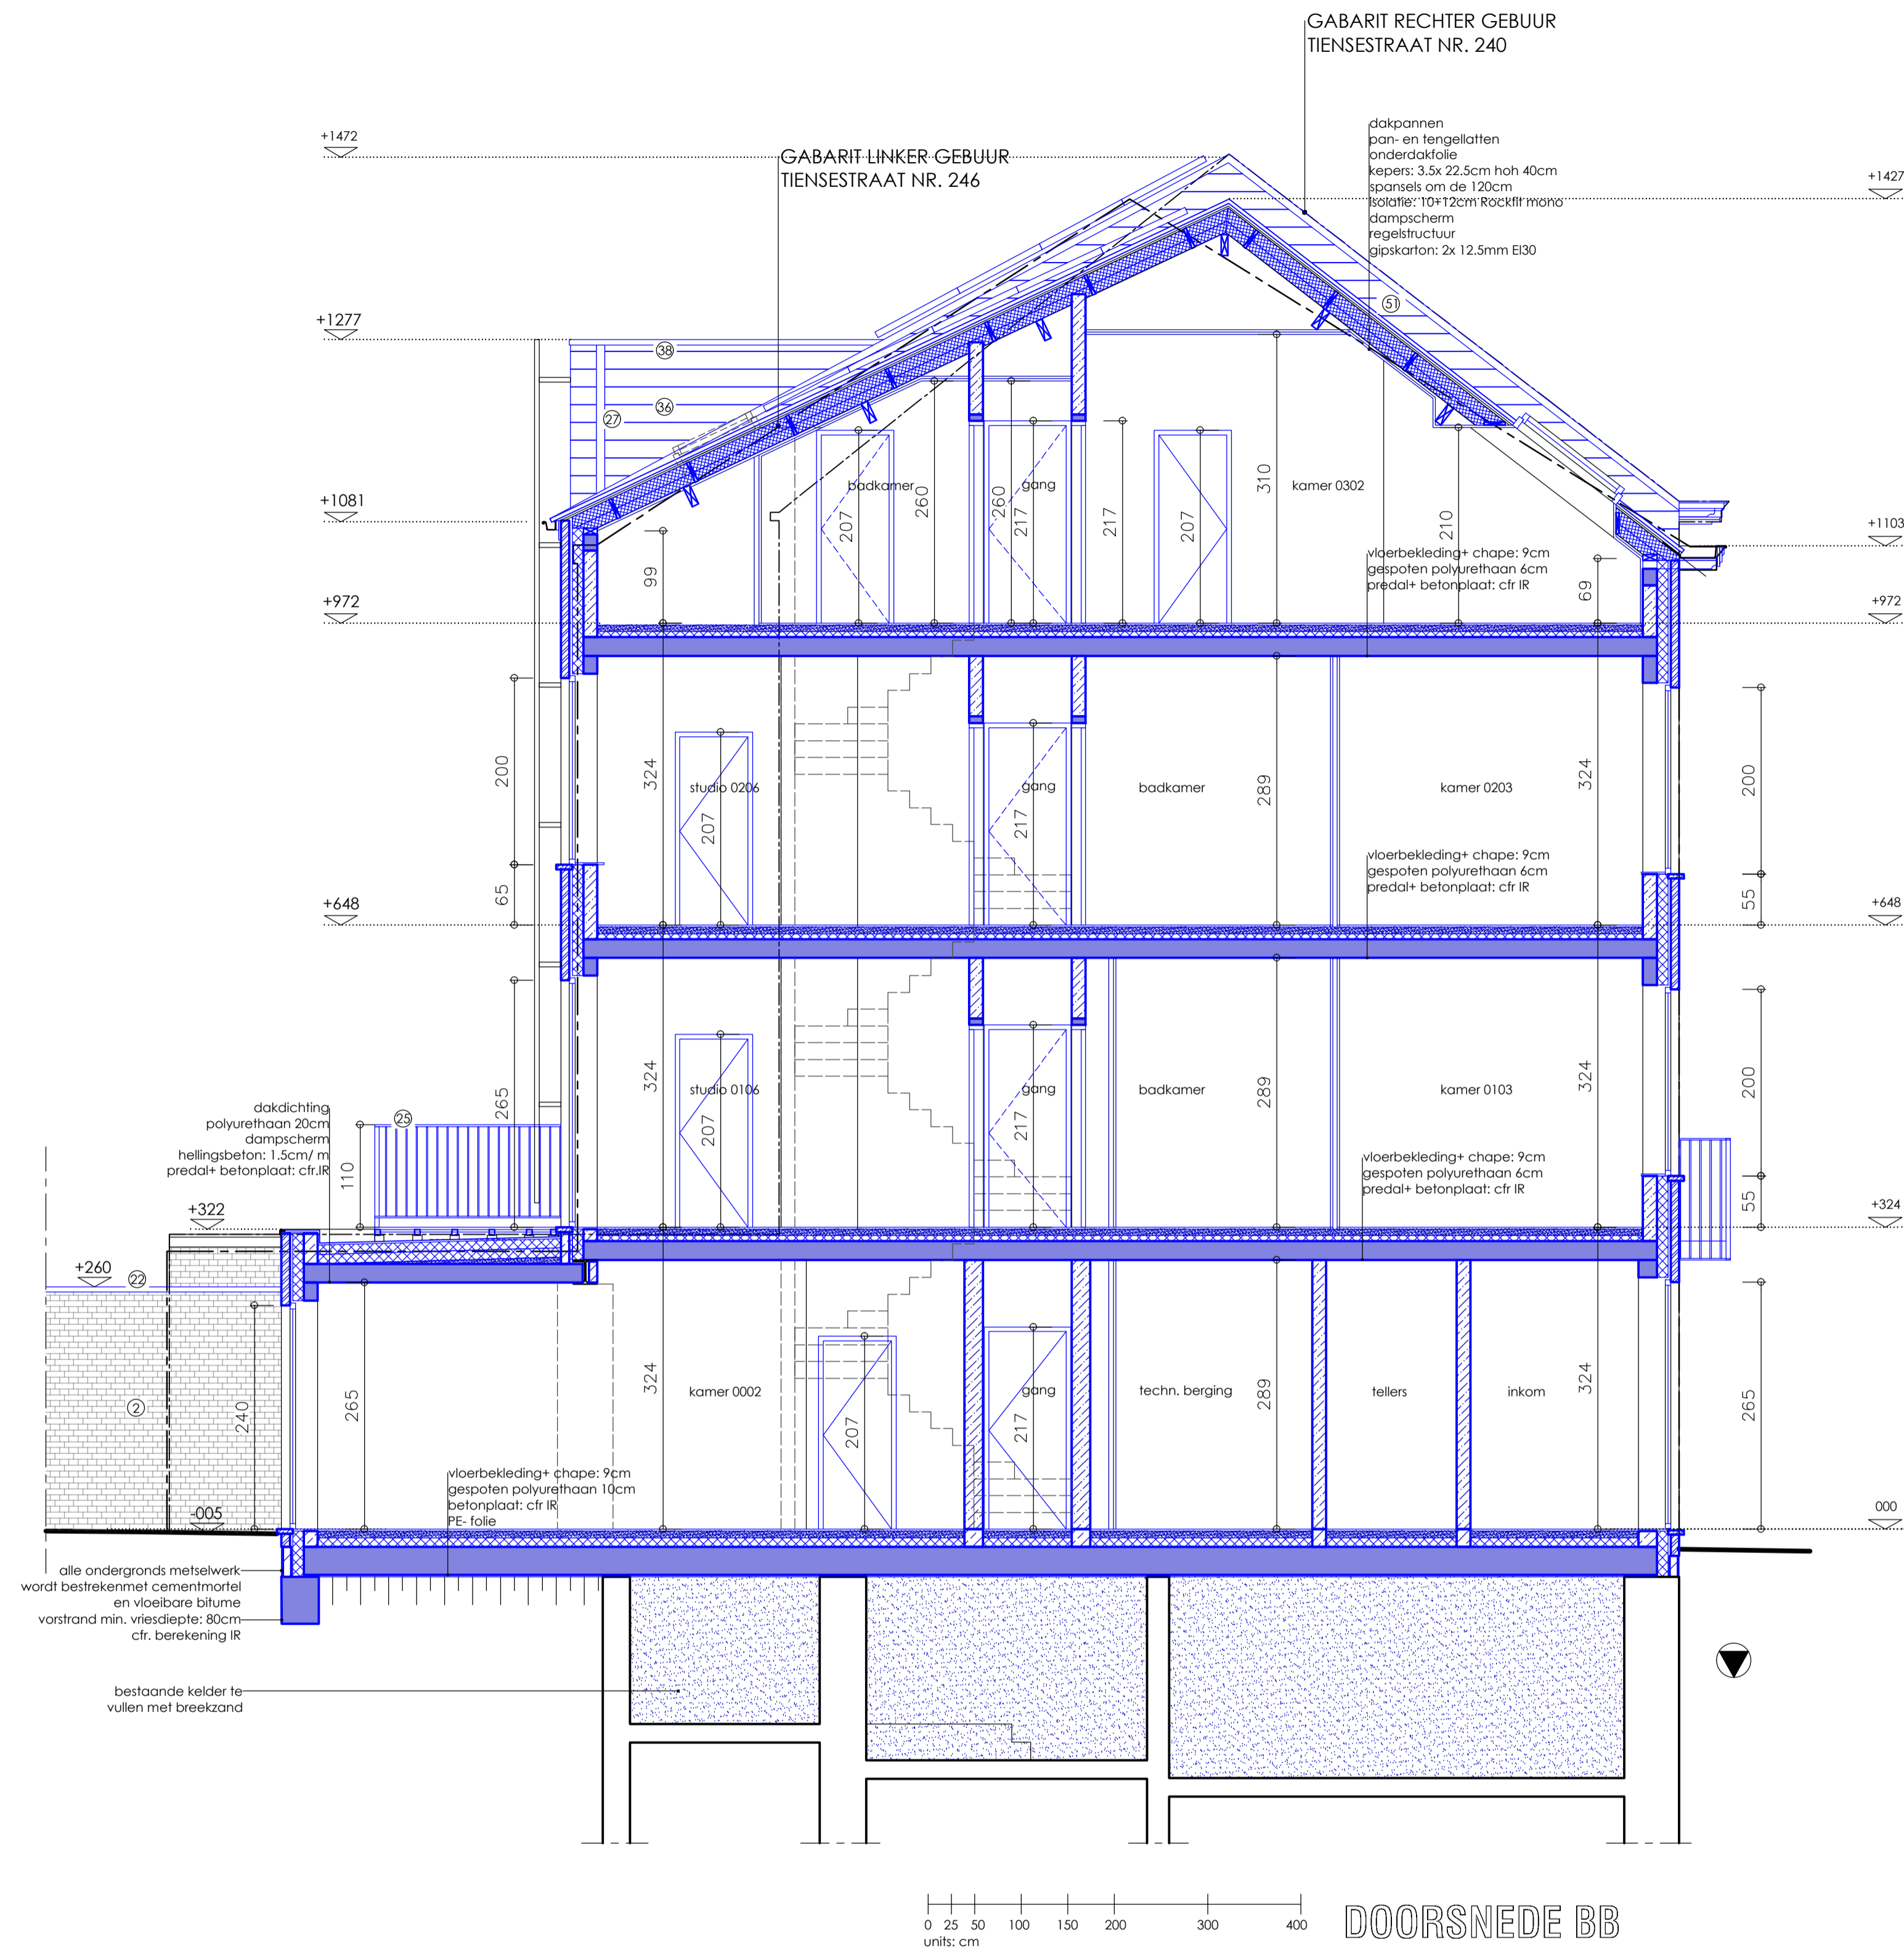 GABARIT RECHTER GEBUUR
TIENSESTRAAT NR. 240
+1472
GABARIT LINKER GEBUUR
TIENSESTRAAT NR. 246
dakpannen
pan- en tengellatten
onderdakfolie
kepers: 3.5x 22.5cm hoh 40cm
spansels om de 120cm
isolatie: 10+12cm Rockfit mono
dampscherm
regelstructuur
gipskarton: 2x 12.5mm EI30
+1427
51
+1277
38
36
27
+1081
+1103
badkamer
gang
kamer 0302
207
260
260
217
217
207
310
210
99
69
vloerbekleding+ chape: 9cm
gespoten polyurethaan 6cm
predal+ betonplaat: cfr IR
+972
+972
200
324
studio 0206
207
gang
217
badkamer
289
kamer 0203
324
200
65
55
vloerbekleding+ chape: 9cm
gespoten polyurethaan 6cm
predal+ betonplaat: cfr IR
+648
+648
265
324
studio 0106
207
gang
217
badkamer
289
kamer 0103
324
200
55
dakdichting
polyurethaan 20cm
dampscherm
hellingsbeton: 1.5cm/ m
predal+ betonplaat: cfr.IR
25
110
vloerbekleding+ chape: 9cm
gespoten polyurethaan 6cm
predal+ betonplaat: cfr IR
+322
+324
+260
22
2
240
265
324
kamer 0002
207
gang
217
techn. berging
289
tellers
inkom
324
265
vloerbekleding+ chape: 9cm
gespoten polyurethaan 10cm
betonplaat: cfr IR
PE- folie
-005
000
alle ondergronds metselwerk
wordt bestrekenmet cementmortel
en vloeibare bitume
vorstrand min. vriesdiepte: 80cm
cfr. berekening IR
bestaande kelder te
vullen met breekzand
0 25 50 100 150 200 300 400
units: cm
DOORSNEDE BB